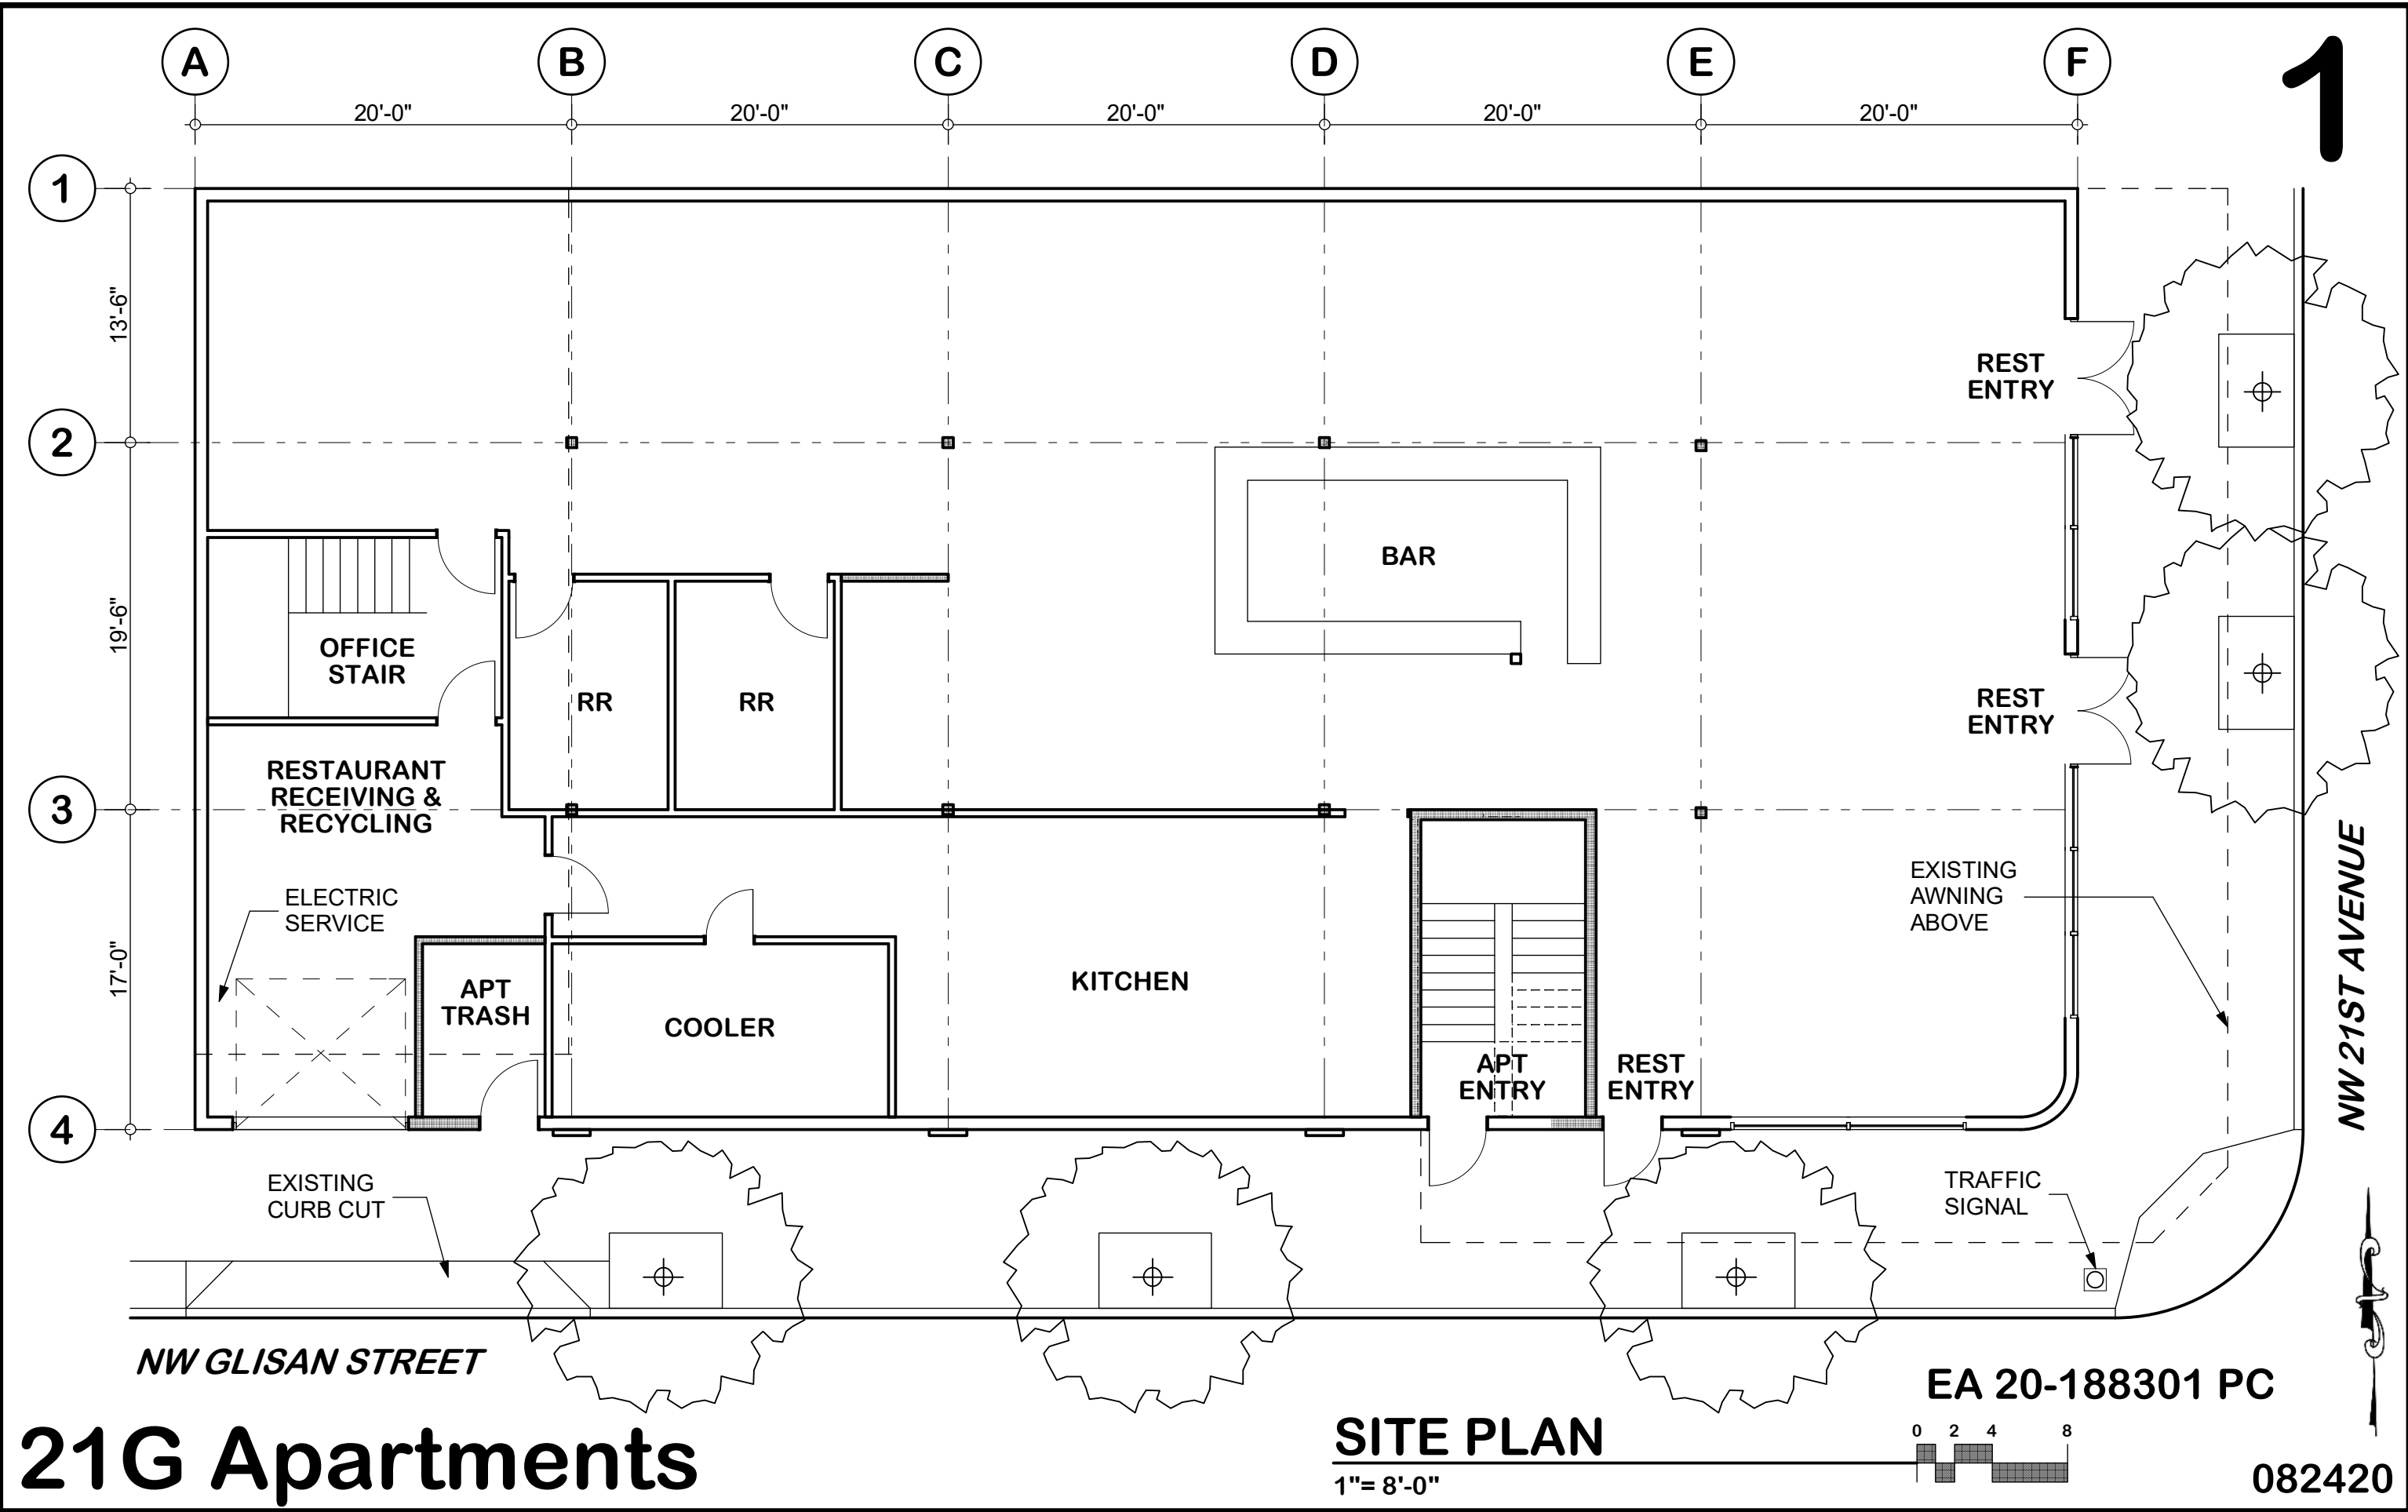 A
B
C
D
E
F
1
20'-0"
20'-0"
20'-0"
20'-0"
20'-0"
1
13'-6"
2
19'-6"
3
17'-0"
4
REST
ENTRY
BAR
OFFICE
STAIR
RR
RR
REST
ENTRY
RESTAURANT
RECEIVING &
RECYCLING
ELECTRIC
SERVICE
EXISTING
AWNING
ABOVE
APT
TRASH
COOLER
KITCHEN
APT
ENTRY
REST
ENTRY
NW 21ST AVENUE
EXISTING
CURB CUT
TRAFFIC
SIGNAL
NW GLISAN STREET
EA 20-188301 PC
21G Apartments
SITE PLAN
1"= 8'-0"
0 2 4 8
082420